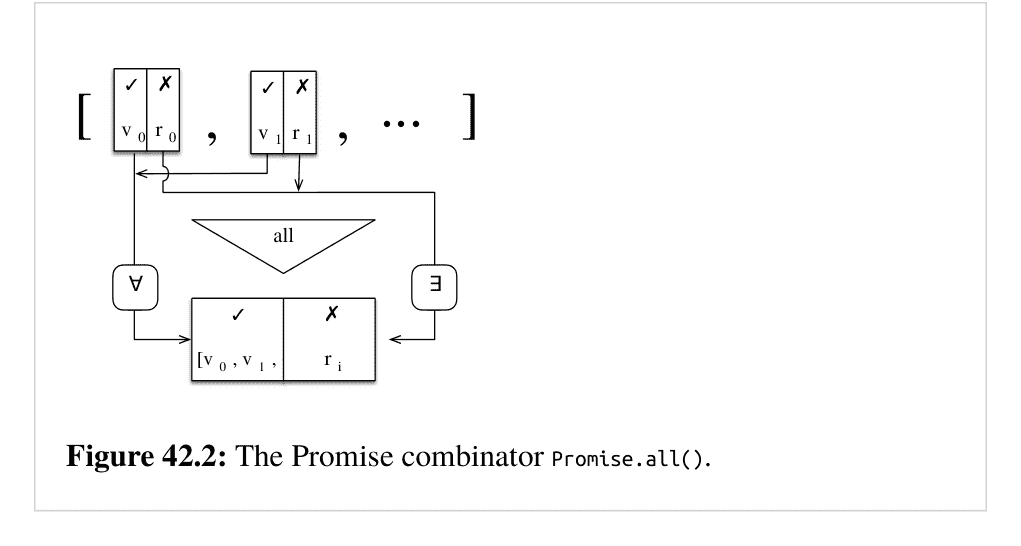 [ ✓ ✗ , ✓ ✗ , ... ]
v 0 r 0 v 1 r 1
all
∀ ∃
✓ ✗
[v 0 , v 1 , r i
Figure 42.2: The Promise combinator Promise.all().